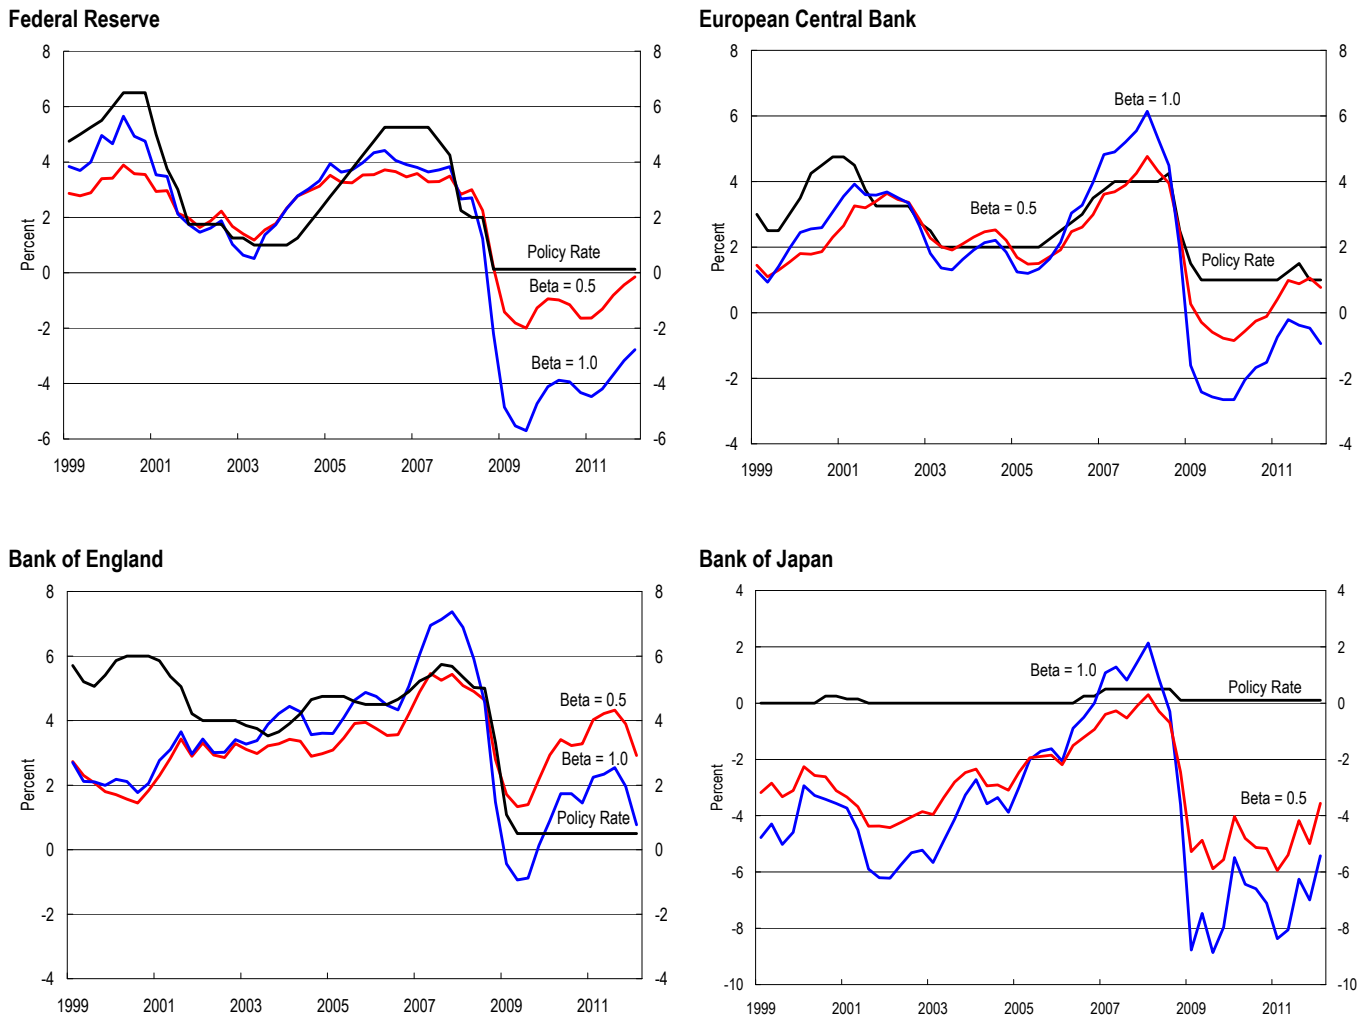 Federal Reserve
8 8
6 6
4 4
2 2
0 0
-2 -2
-4 -4
-6 -6
Percent
Policy Rate
Beta = 0.5
Beta = 1.0
1999 2001 2003 2005 2007 2009 2011
European Central Bank
8 8
6 6
4 4
2 2
0 0
-2 -2
-4 -4
Percent
Beta = 1.0
Beta = 0.5
Policy Rate
1999 2001 2003 2005 2007 2009 2011
Bank of England
8 8
6 6
4 4
2 2
0 0
-2 -2
-4 -4
Percent
Beta = 0.5
Beta = 1.0
Policy Rate
1999 2001 2003 2005 2007 2009 2011
Bank of Japan
4 4
2 2
0 0
-2 -2
-4 -4
-6 -6
-8 -8
-10 -10
Percent
Beta = 1.0
Policy Rate
Beta = 0.5
1999 2001 2003 2005 2007 2009 2011